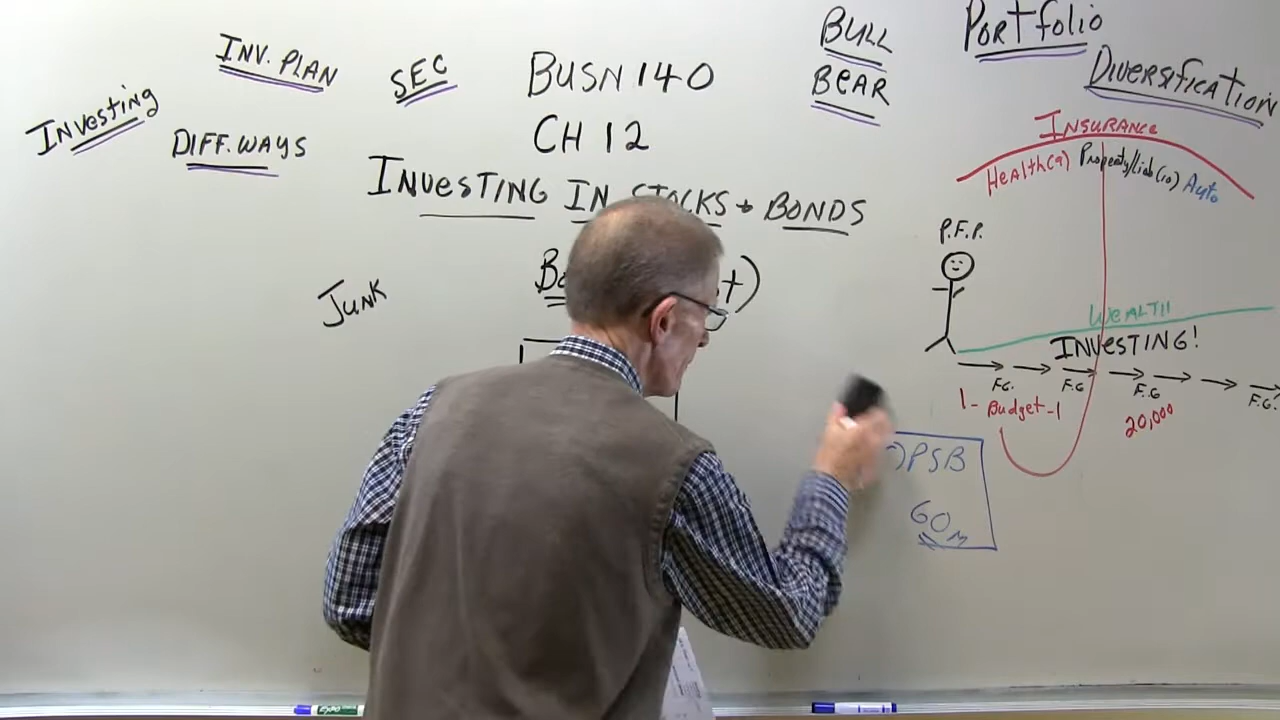 INV. PLAN
SEC
BUSN 140
BULL
BEAR
PORTfolio
DIVERSIFICATION
INVESTING
DIFF. WAYS
CH 12
INVESTING IN STOCKS + BONDS
JUNK
INSURANCE
Health(9) Property/Liab(10) Auto
P.F.P.
WEALTH
INVESTING!
F.G. F.G F.G F.G.
1 - Budget - 1
20,000
PSB
60M
EXPO